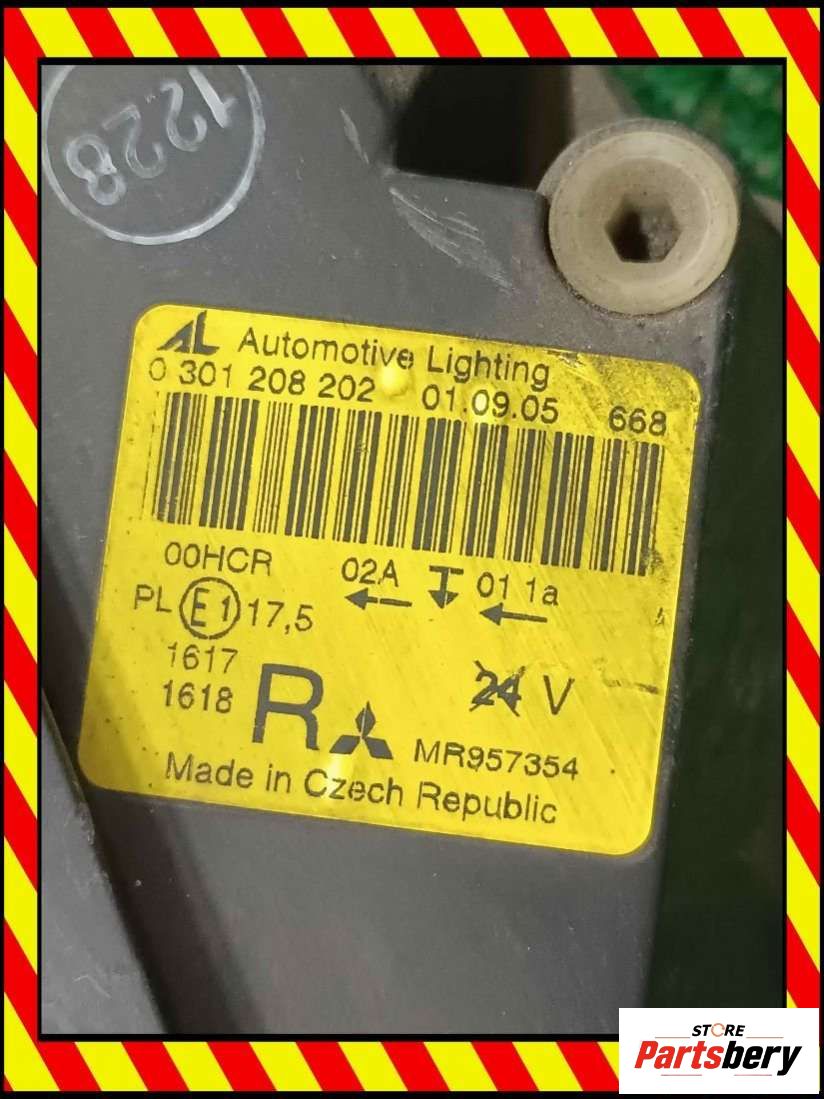 1228
AL Automotive Lighting
0 301 208 202 01.09.05 668
00HCR 02A 01 1a
PL E1 17,5
1617
1618 R 24 V
MR957354
Made in Czech Republic
STORE
Partsbery